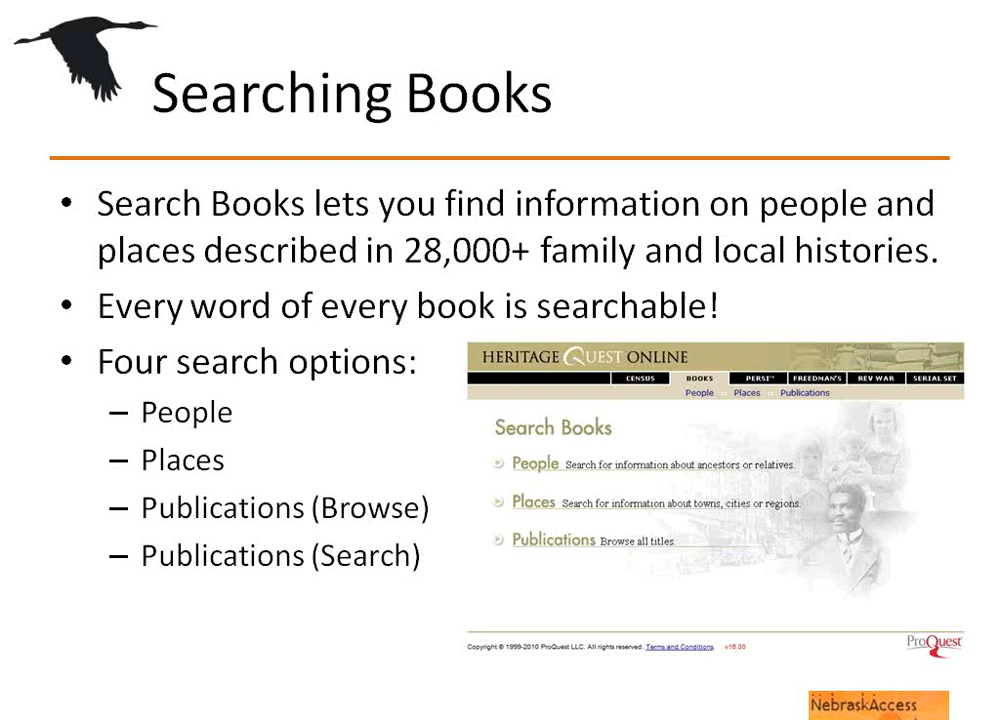 Searching Books
• Search Books lets you find information on people and
places described in 28,000+ family and local histories.
• Every word of every book is searchable!
• Four search options:
– People
– Places
– Publications (Browse)
– Publications (Search)
HERITAGE QUEST ONLINE
CENSUS BOOKS PERSI™ FREEDMAN'S REV WAR SERIAL SET
People :: Places :: Publications
Search Books
People Search for information about ancestors or relatives.
Places Search for information about towns, cities or regions.
Publications Browse all titles.
Copyright © 1999-2010 ProQuest LLC. All rights reserved. Terms and Conditions. v16.00
ProQuest
NebraskAccess